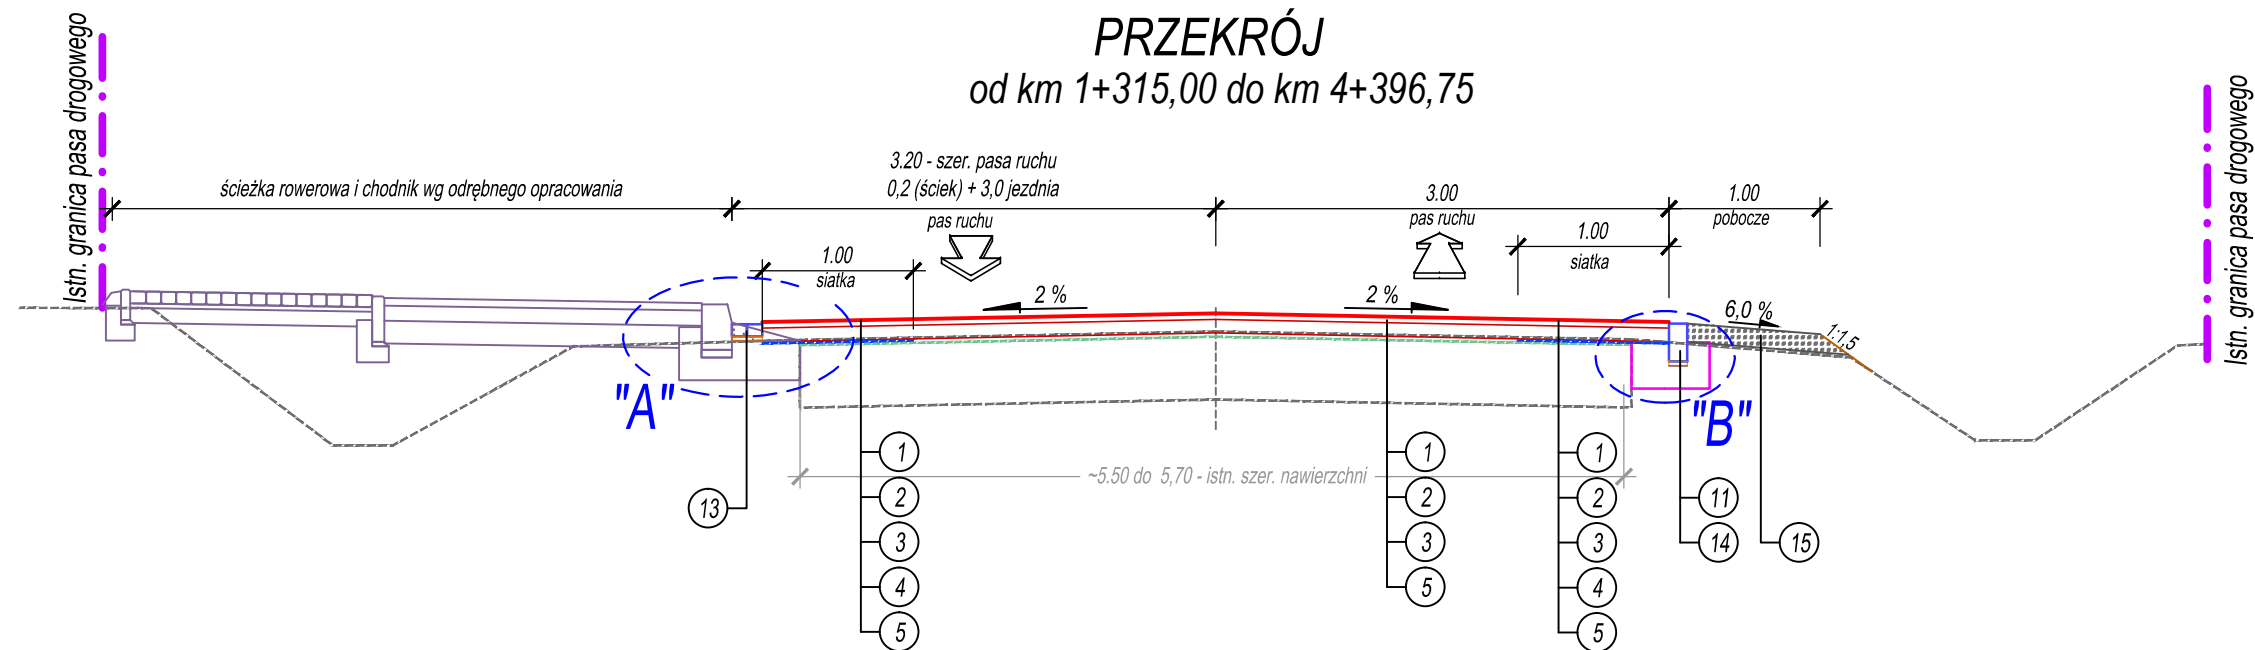 PRZEKRÓJ
od km 1+315,00 do km 4+396,75
Istn. granica pasa drogowego
ścieżka rowerowa i chodnik wg odrębnego opracowania
3.20 - szer. pasa ruchu
0,2 (ściek) + 3,0 jezdnia
pas ruchu
3.00
pas ruchu
1.00
pobocze
1.00
siatka
1.00
siatka
Istn. granica pasa drogowego
2 %
2 %
6,0 %
1:1,5
"A"
"B"
~5.50 do 5,70 - istn. szer. nawierzchni
13
1
2
3
4
5
1
2
3
5
1
2
3
4
5
11
14
15